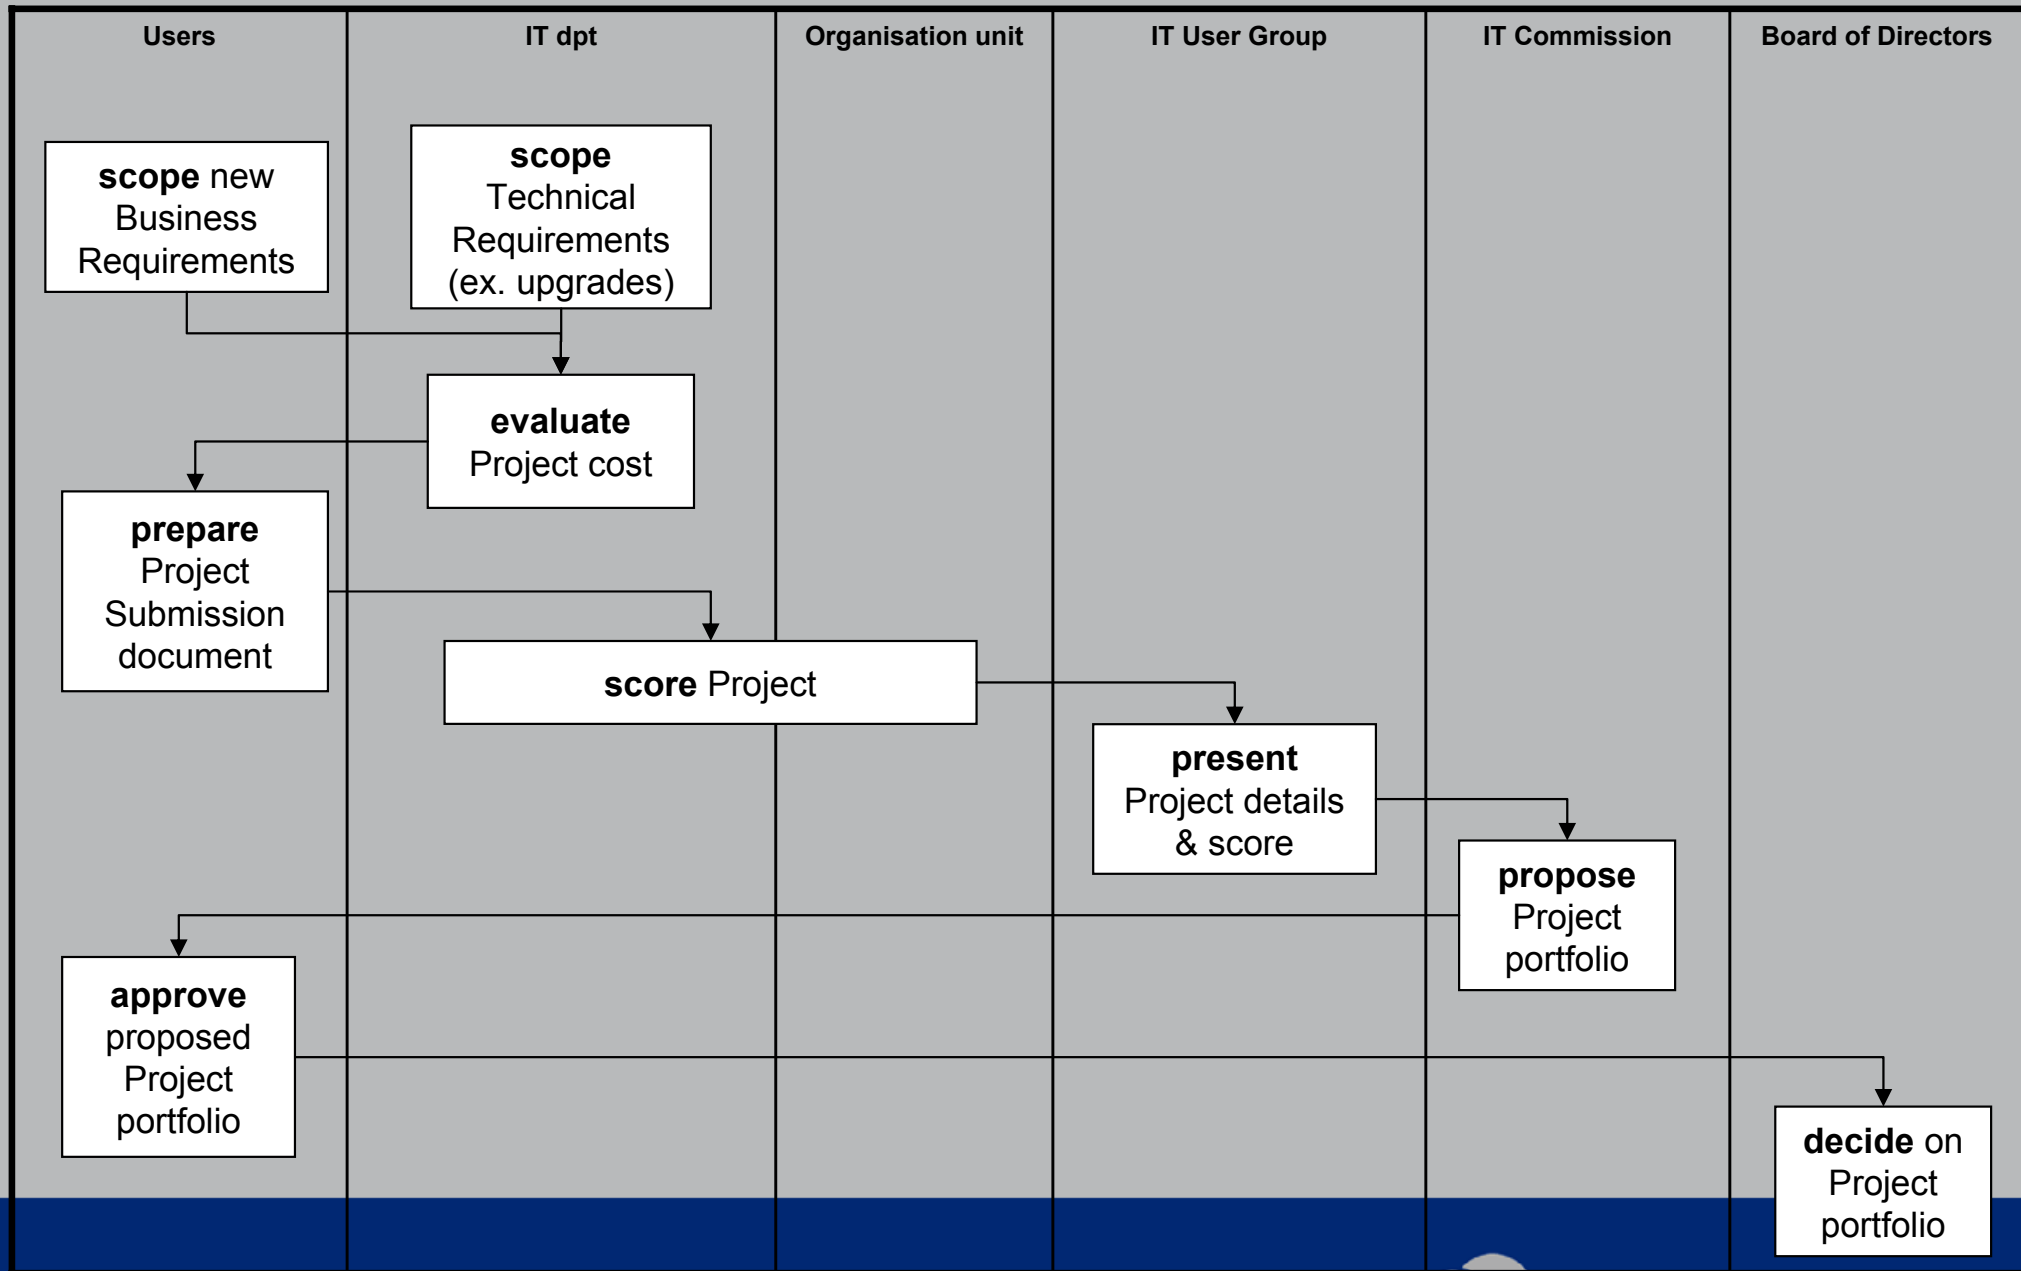 Users
IT dpt
Organisation unit
IT User Group
IT Commission
Board of Directors
scope new
Business
Requirements
scope
Technical
Requirements
(ex. upgrades)
evaluate
Project cost
prepare
Project
Submission
document
score Project
present
Project details
& score
propose
Project
portfolio
approve
proposed
Project
portfolio
decide on
Project
portfolio